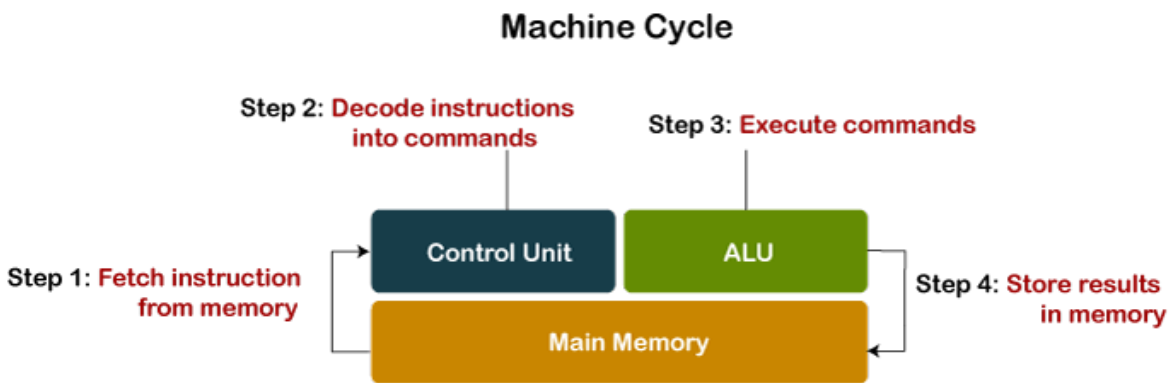 Machine Cycle
Step 2: Decode instructions
into commands
Step 3: Execute commands
Control Unit
ALU
Step 1: Fetch instruction
from memory
Step 4: Store results
in memory
Main Memory